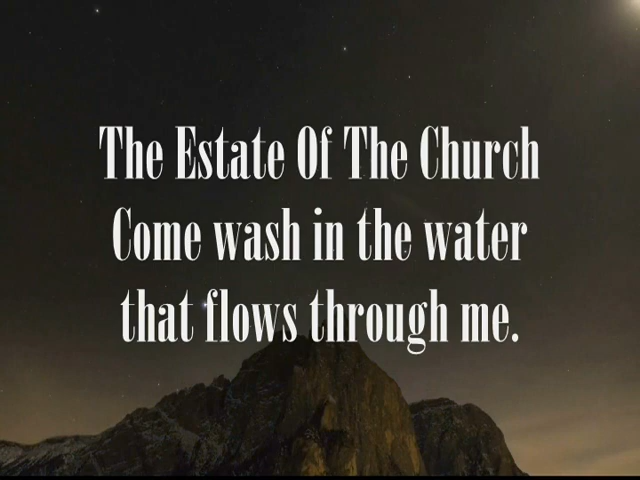 The Estate Of The Church
Come wash in the water
that flows through me.